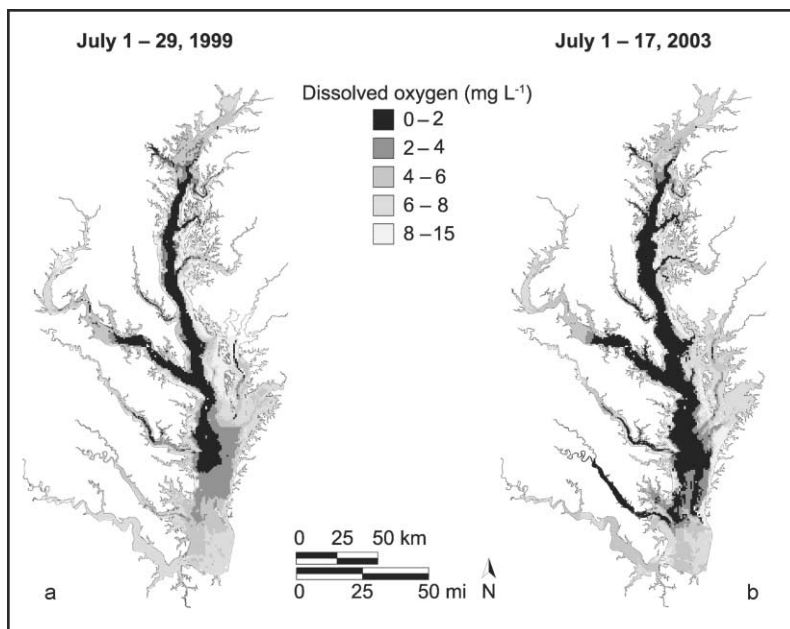 July 1 – 29, 1999
July 1 – 17, 2003
Dissolved oxygen (mg L⁻¹)
0 – 2
2 – 4
4 – 6
6 – 8
8 – 15
0 25 50 km
0 25 50 mi
N
a
b